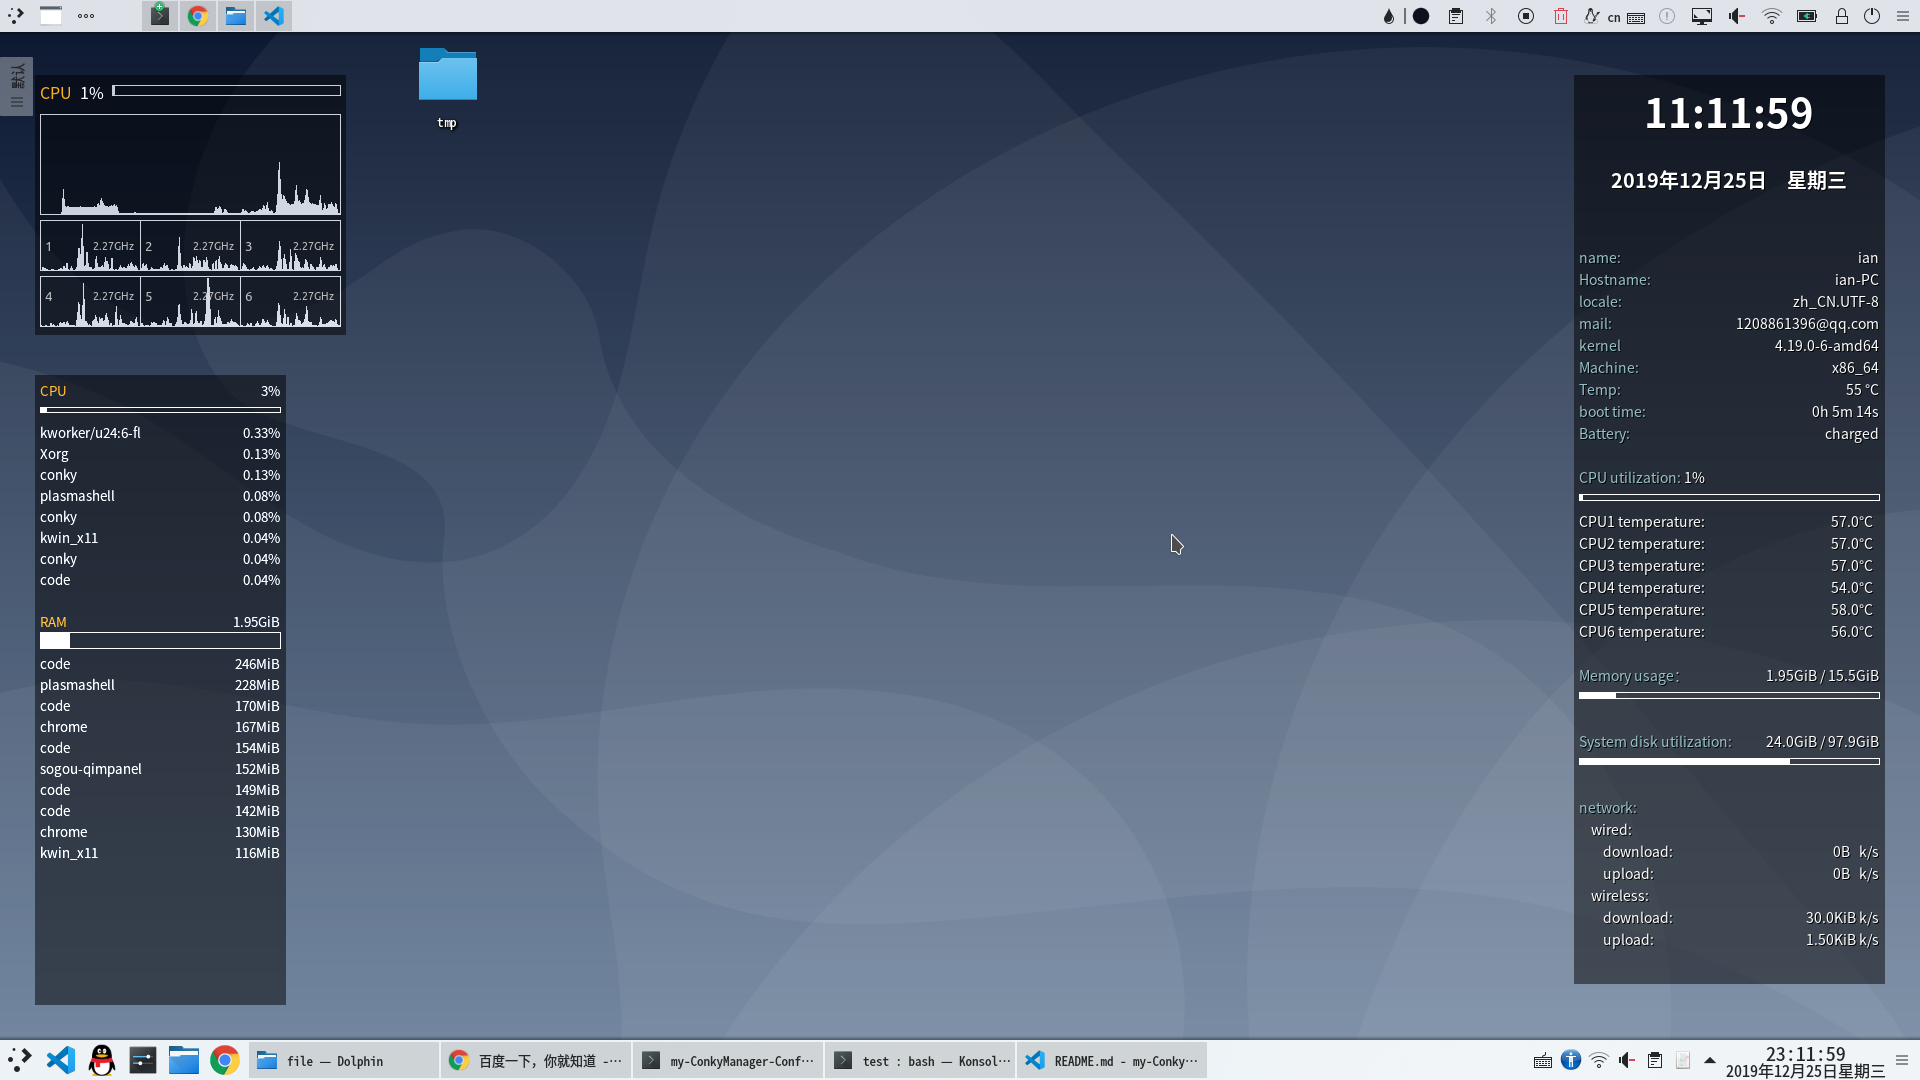 cn
云端
CPU 1%
1 2.27GHz 2 2.27GHz 3 2.27GHz
4 2.27GHz 5 2.27GHz 6 2.27GHz
tmp
CPU 3%
kworker/u24:6-fl 0.33%
Xorg 0.13%
conky 0.13%
plasmashell 0.08%
conky 0.08%
kwin_x11 0.04%
conky 0.04%
code 0.04%
RAM 1.95GiB
code 246MiB
plasmashell 228MiB
code 170MiB
chrome 167MiB
code 154MiB
sogou-qimpanel 152MiB
code 149MiB
code 142MiB
chrome 130MiB
kwin_x11 116MiB
11:11:59
2019年12月25日 星期三
name: ian
Hostname: ian-PC
locale: zh_CN.UTF-8
mail: 1208861396@qq.com
kernel 4.19.0-6-amd64
Machine: x86_64
Temp: 55 °C
boot time: 0h 5m 14s
Battery: charged
CPU utilization: 1%
CPU1 temperature: 57.0°C
CPU2 temperature: 57.0°C
CPU3 temperature: 57.0°C
CPU4 temperature: 54.0°C
CPU5 temperature: 58.0°C
CPU6 temperature: 56.0°C
Memory usage: 1.95GiB / 15.5GiB
System disk utilization: 24.0GiB / 97.9GiB
network:
wired:
download: 0B k/s
upload: 0B k/s
wireless:
download: 30.0KiB k/s
upload: 1.50KiB k/s
file — Dolphin
百度一下，你就知道 -…
my-ConkyManager-Conf…
test : bash — Konsol…
README.md - my-Conky…
23:11:59
2019年12月25日星期三